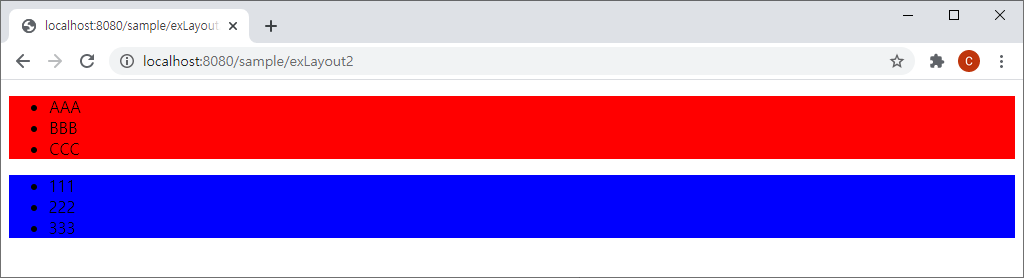 localhost:8080/sample/exLayout
localhost:8080/sample/exLayout2
C
AAA
BBB
CCC
111
222
333